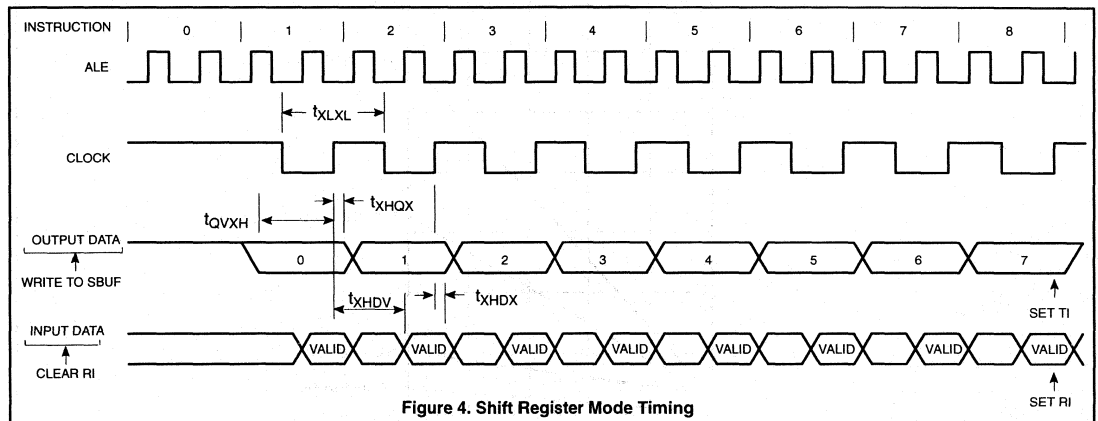 INSTRUCTION | 0 | 1 | 2 | 3 | 4 | 5 | 6 | 7 | 8 |
ALE
tXLXL
CLOCK
tXHQX
tQVXH
OUTPUT DATA
0 1 2 3 4 5 6 7
WRITE TO SBUF
tXHDV
tXHDX
SET TI
INPUT DATA
VALID VALID VALID VALID VALID VALID VALID VALID
CLEAR RI
SET RI
Figure 4. Shift Register Mode Timing